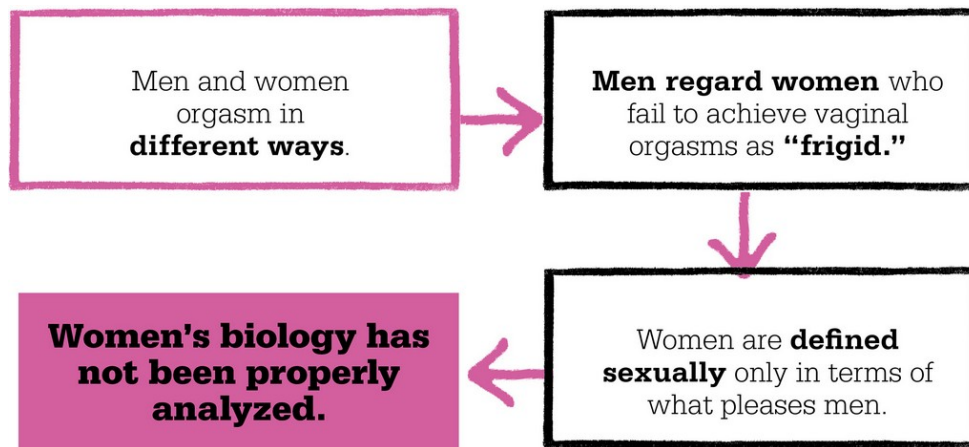 Men and women
orgasm in
different ways.
Men regard women who
fail to achieve vaginal
orgasms as “frigid.”
Women are defined
sexually only in terms of
what pleases men.
Women’s biology has
not been properly
analyzed.